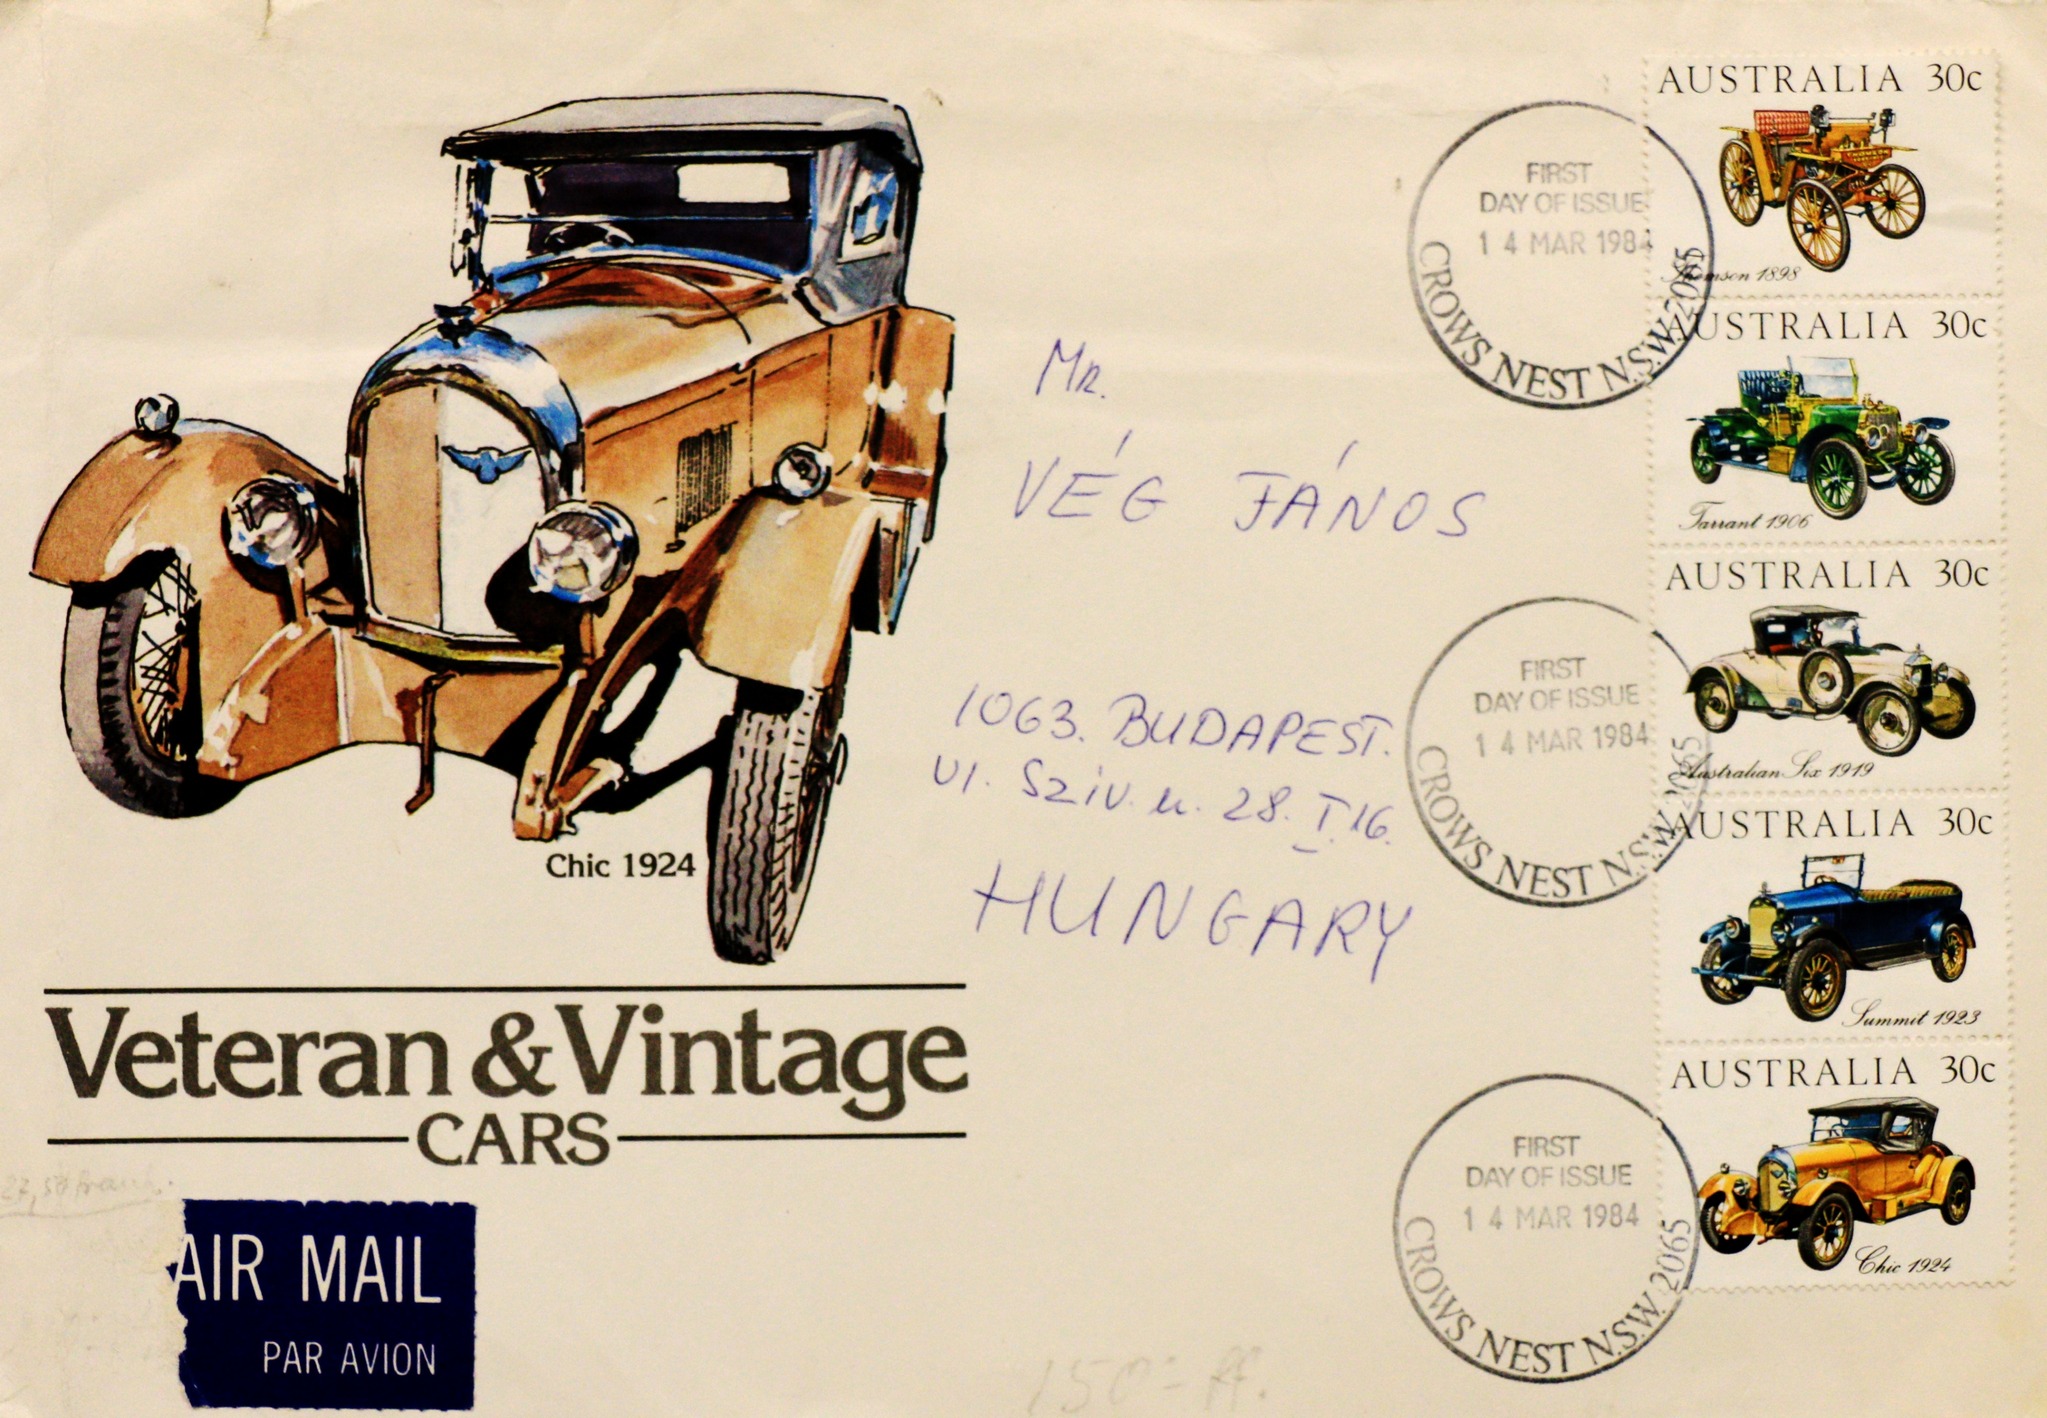 Chic 1924
Veteran & Vintage
CARS
AIR MAIL
PAR AVION
Mr.
VÉG JÁNOS
1063. BUDAPEST.
VI. Sziv. u. 28. I. 16.
HUNGARY
150 - ff.
FIRST
DAY OF ISSUE
14 MAR 1984
CROWS NEST N.S.W. 2065
FIRST
DAY OF ISSUE
14 MAR 1984
CROWS NEST N.S.W. 2065
FIRST
DAY OF ISSUE
14 MAR 1984
CROWS NEST N.S.W. 2065
AUSTRALIA 30c
Thomson 1898
AUSTRALIA 30c
Tarrant 1906
AUSTRALIA 30c
Australian Six 1919
AUSTRALIA 30c
Summit 1923
AUSTRALIA 30c
Chic 1924